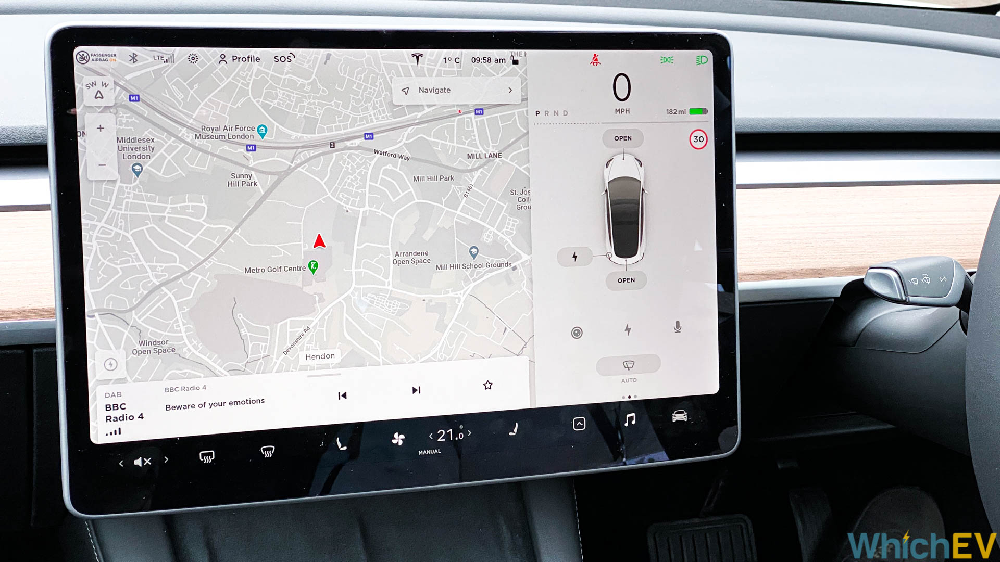 PASSENGER
AIRBAG ON
LTE
Profile
SOS
1° C
09:58 am
THE H
SW W
M1
Navigate
M1
Royal Air Force
Museum London
M1
M1
2
Watford Way
MILL LANE
Middlesex
University
London
Sunny
Hill Park
Mill Hill Park
B1461
St. Jos
Coll
Grou
Metro Golf Centre
Arrandene
Open Space
Mill Hill School Grounds
Windsor
Open Space
Devonshire Rd
Hendon
0
MPH
P R N D
182 mi
30
OPEN
OPEN
AUTO
DAB
BBC
Radio 4
BBC Radio 4
Beware of your emotions
21.0°
MANUAL
WhichEV